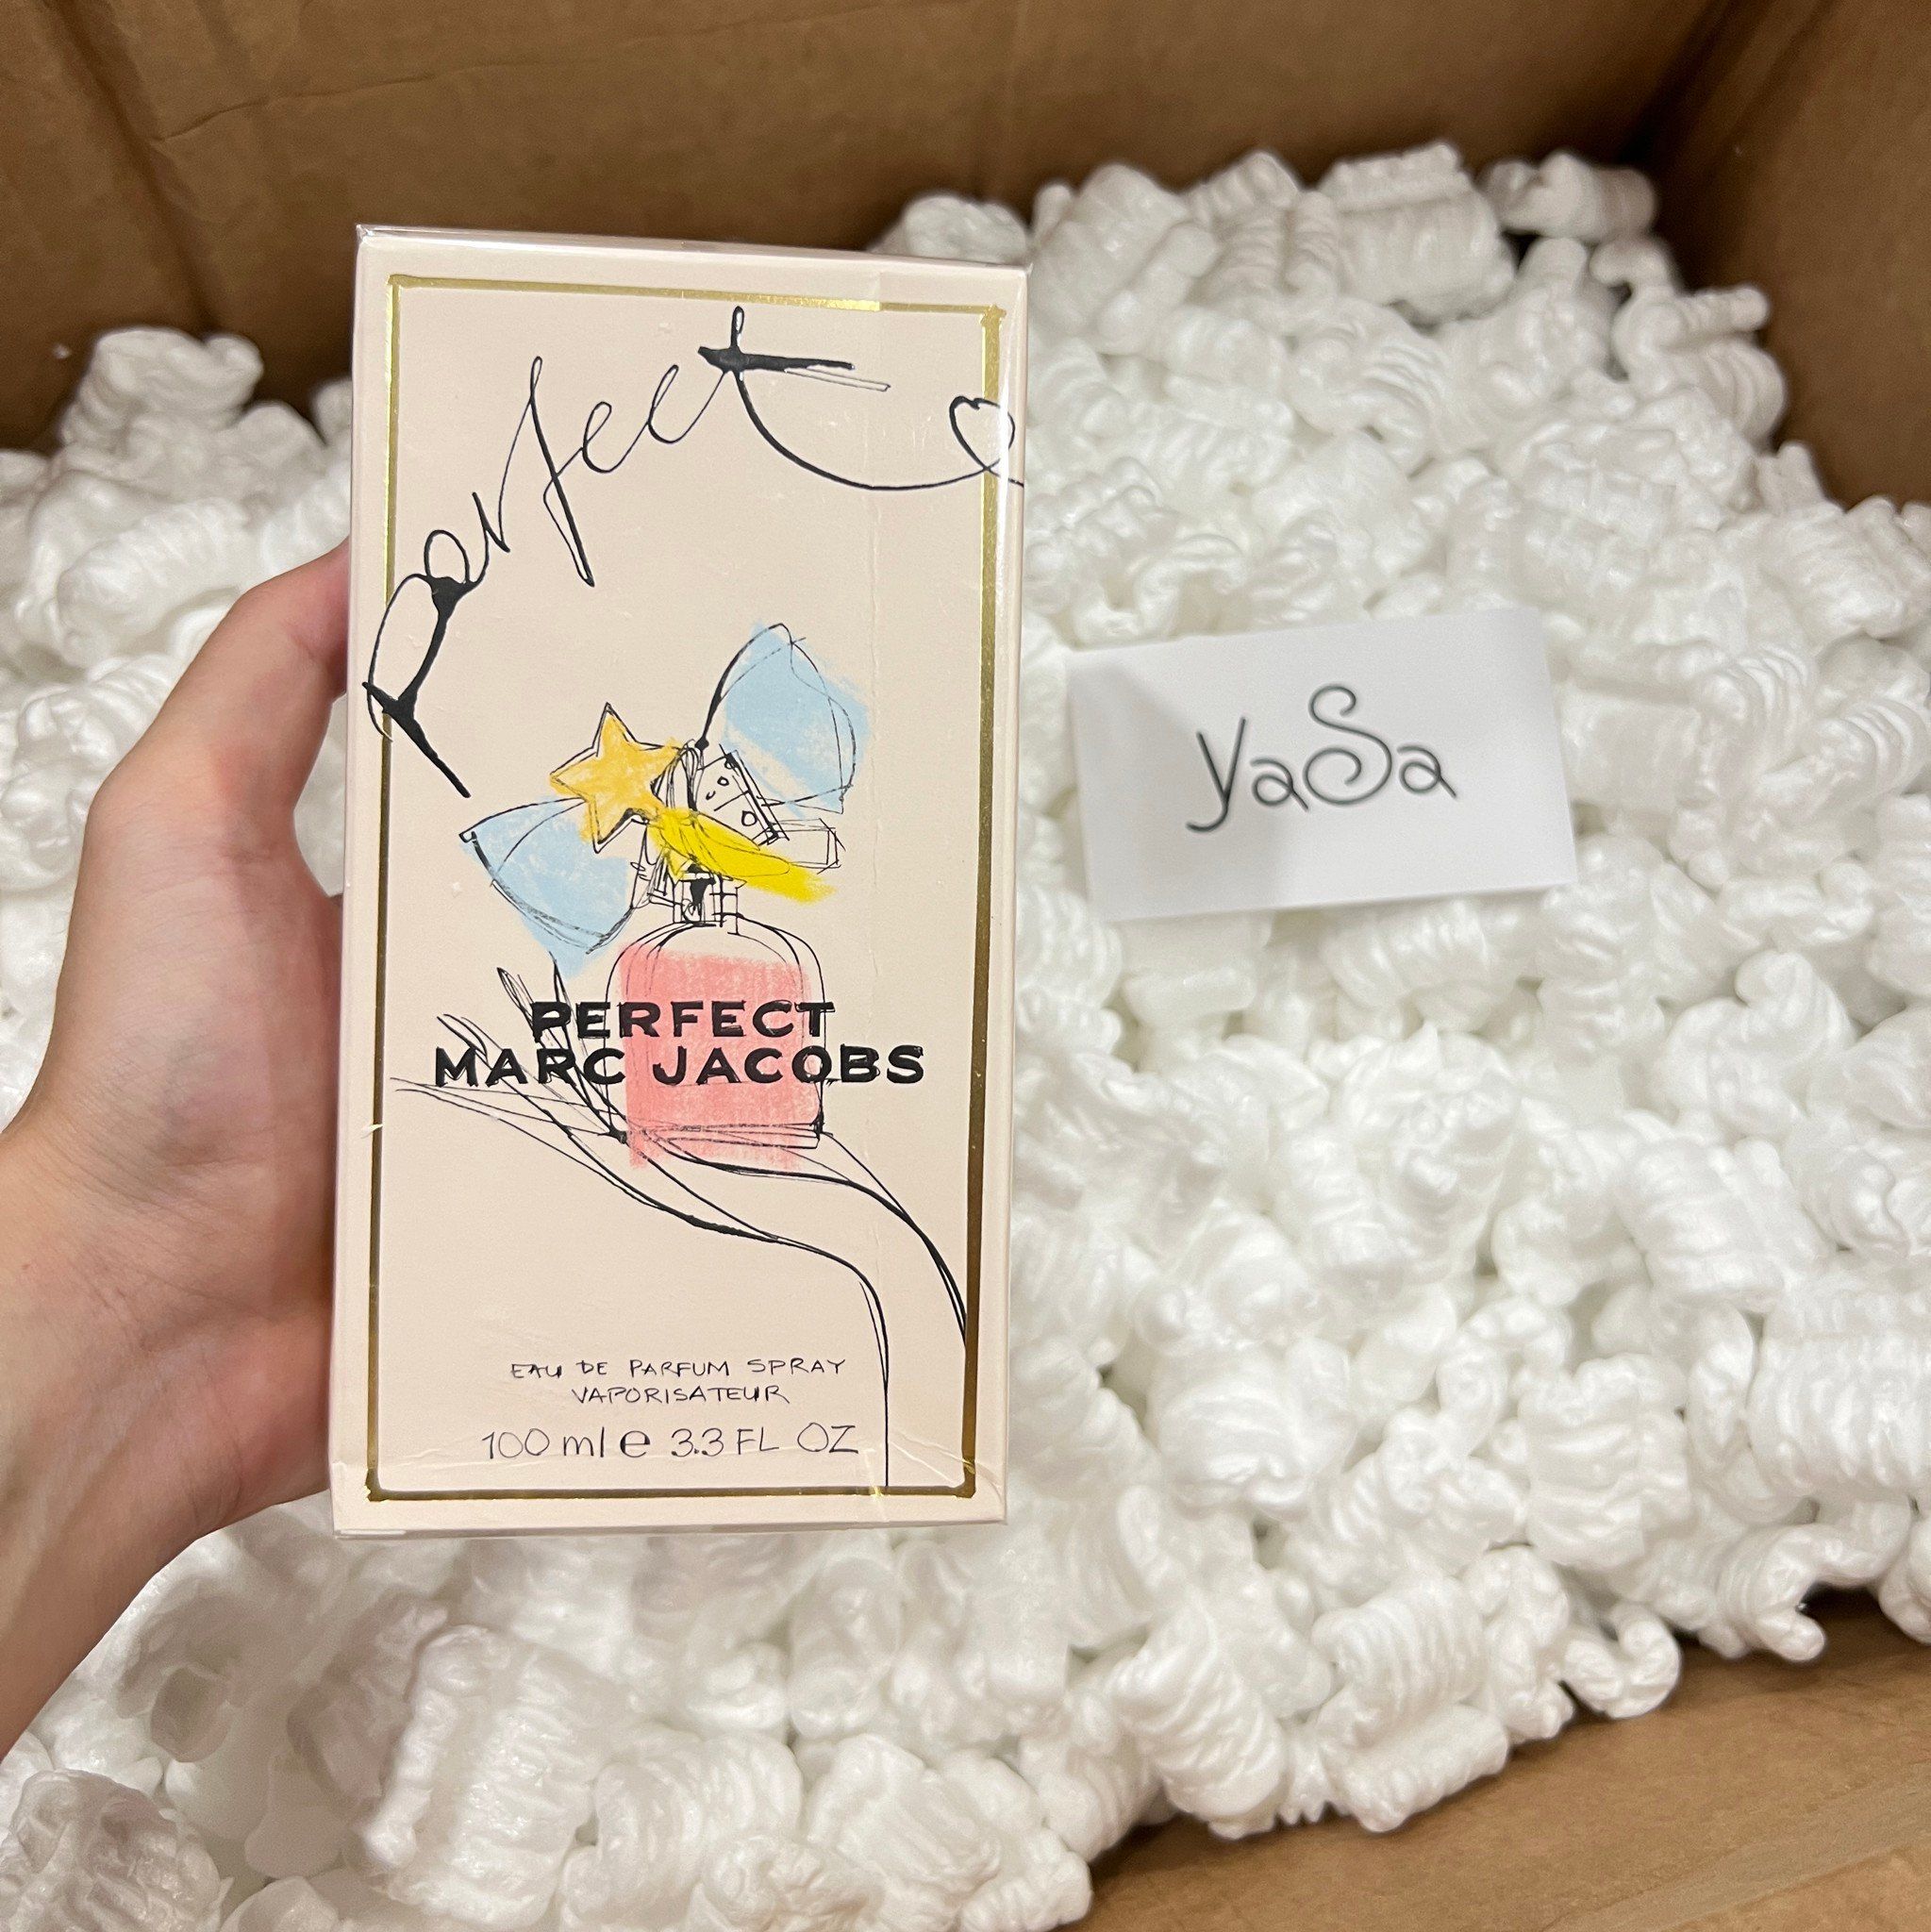 Perfect
PERFECT
MARC JACOBS
EAU DE PARFUM SPRAY
VAPORISATEUR
100 ml e 3.3 FL OZ
yaSa